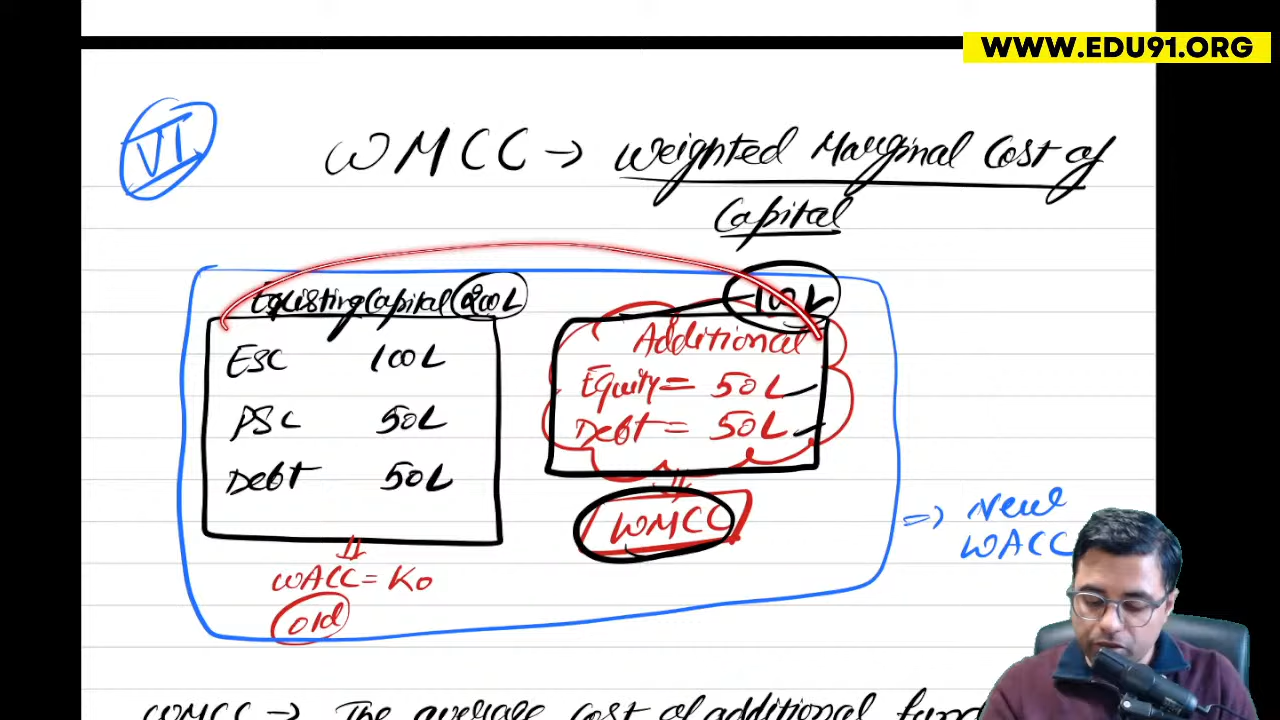 WWW.EDU91.ORG
VI
WMCC → Weighted Marginal Cost of
Capital
Existing Capital 200L
ESC 100L
PSC 50L
Debt 50L
WACC = Ko
old
100L
Additional
Equity = 50L
Debt = 50L
WMCC
⇒ New
WACC
WMCC → The average cost of additional fund